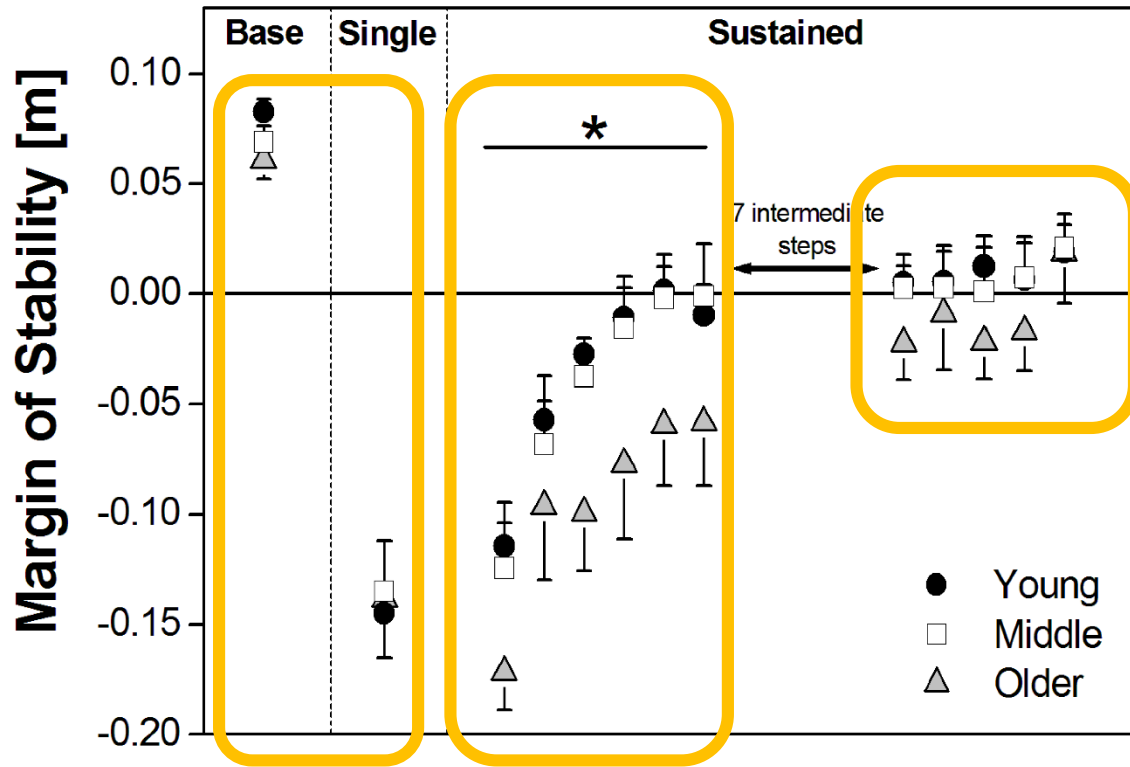 Base Single Sustained
Margin of Stability [m]
0.10
*
0.05
7 intermediate
steps
0.00
-0.05
-0.10
-0.15
-0.20
Young
Middle
Older